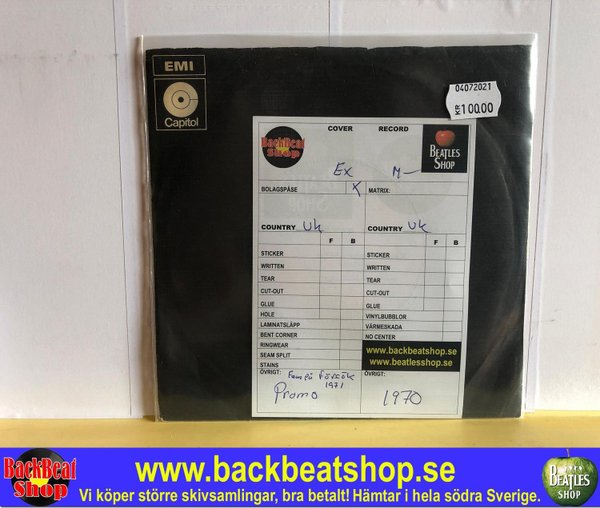 EMI
Capitol
04072021
KR 100.00
BackBeat
Shop
COVER RECORD
BEATLES
SHOP
Ex M-
BOLAGSPÅSE X MATRIX:
COUNTRY Uk COUNTRY Uk
F B F B
STICKER STICKER
WRITTEN WRITTEN
TEAR TEAR
CUT-OUT CUT-OUT
GLUE GLUE
HOLE VINYLBUBBLOR
LAMINATSLÄPP VÄRMESKADA
BENT CORNER NO CENTER
RINGWEAR
SEAM SPLIT
STAINS
www.backbeatshop.se
www.beatlesshop.se
ÖVRIGT: 1971 ÖVRIGT:
Promo 1970
BackBeat
Shop
www.backbeatshop.se
Vi köper större skivsamlingar, bra betalt! Hämtar i hela södra Sverige.
BEATLES
SHOP